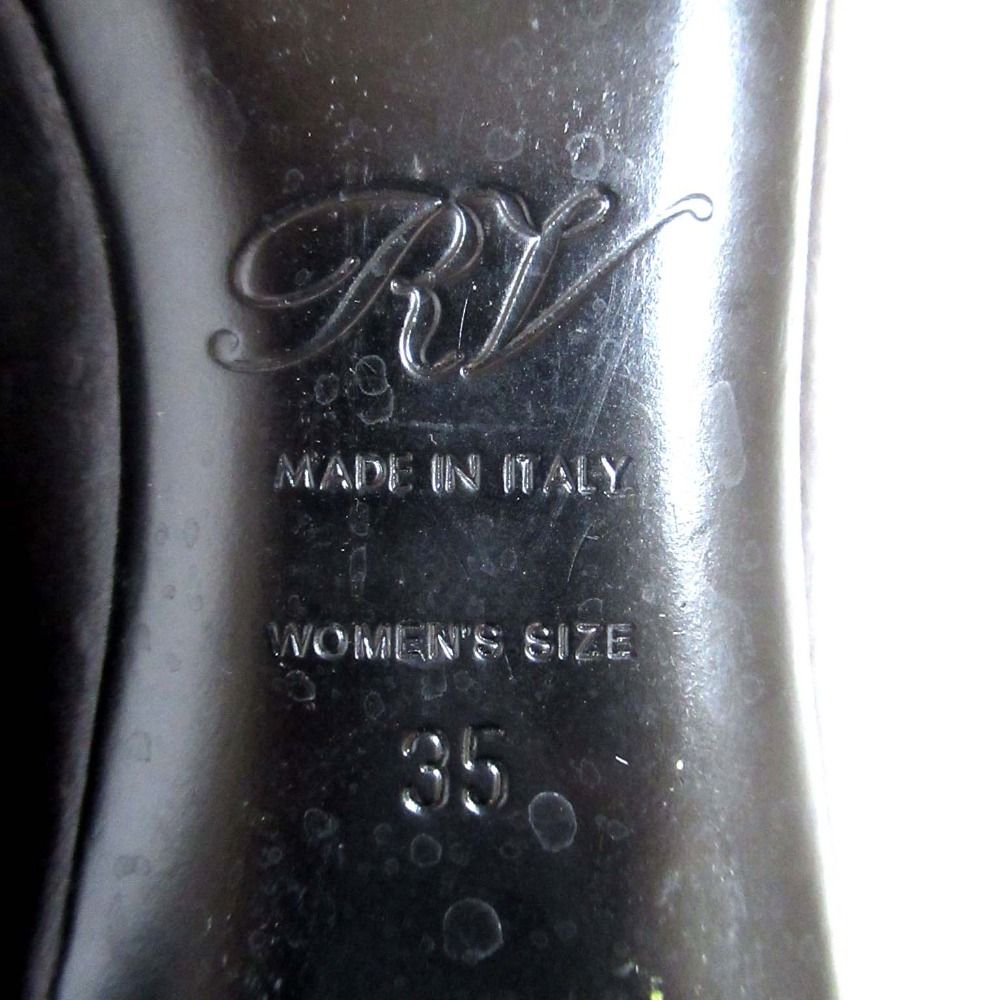 RV
MADE IN ITALY
WOMEN'S SIZE
35